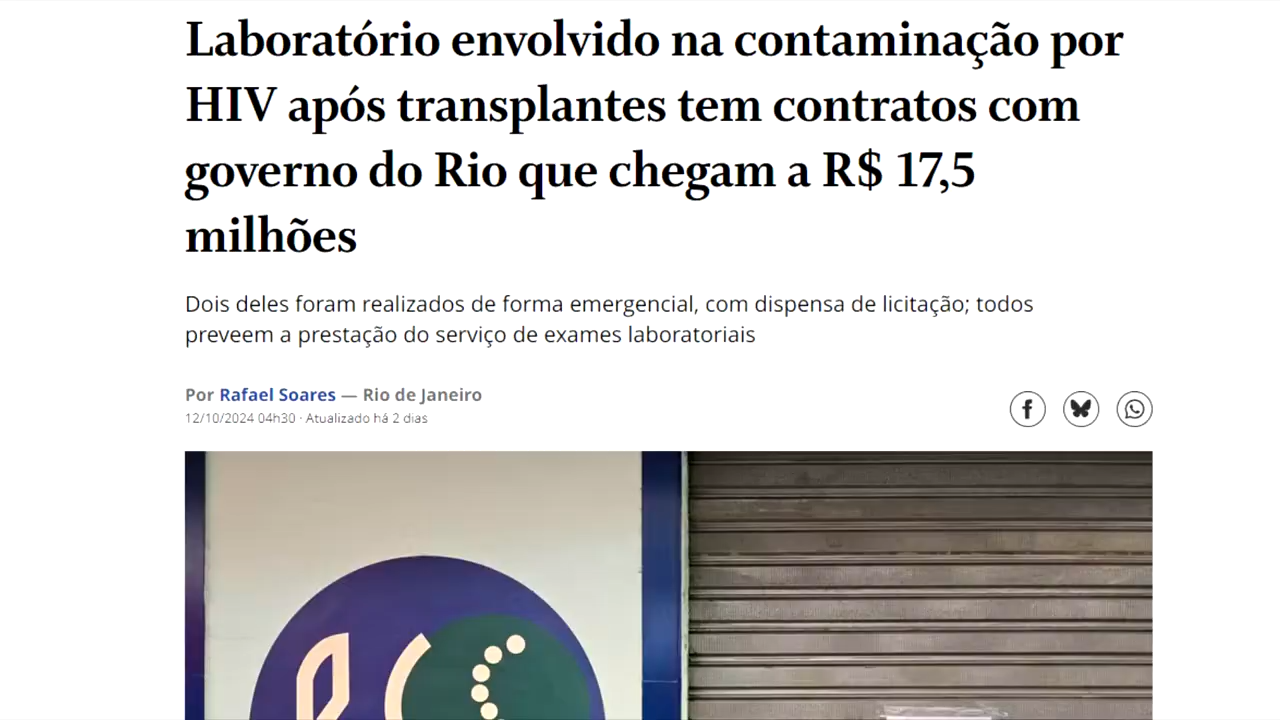 Laboratório envolvido na contaminação por
HIV após transplantes tem contratos com
governo do Rio que chegam a R$ 17,5
milhões
Dois deles foram realizados de forma emergencial, com dispensa de licitação; todos
preveem a prestação do serviço de exames laboratoriais
Por Rafael Soares — Rio de Janeiro
12/10/2024 04h30 · Atualizado há 2 dias